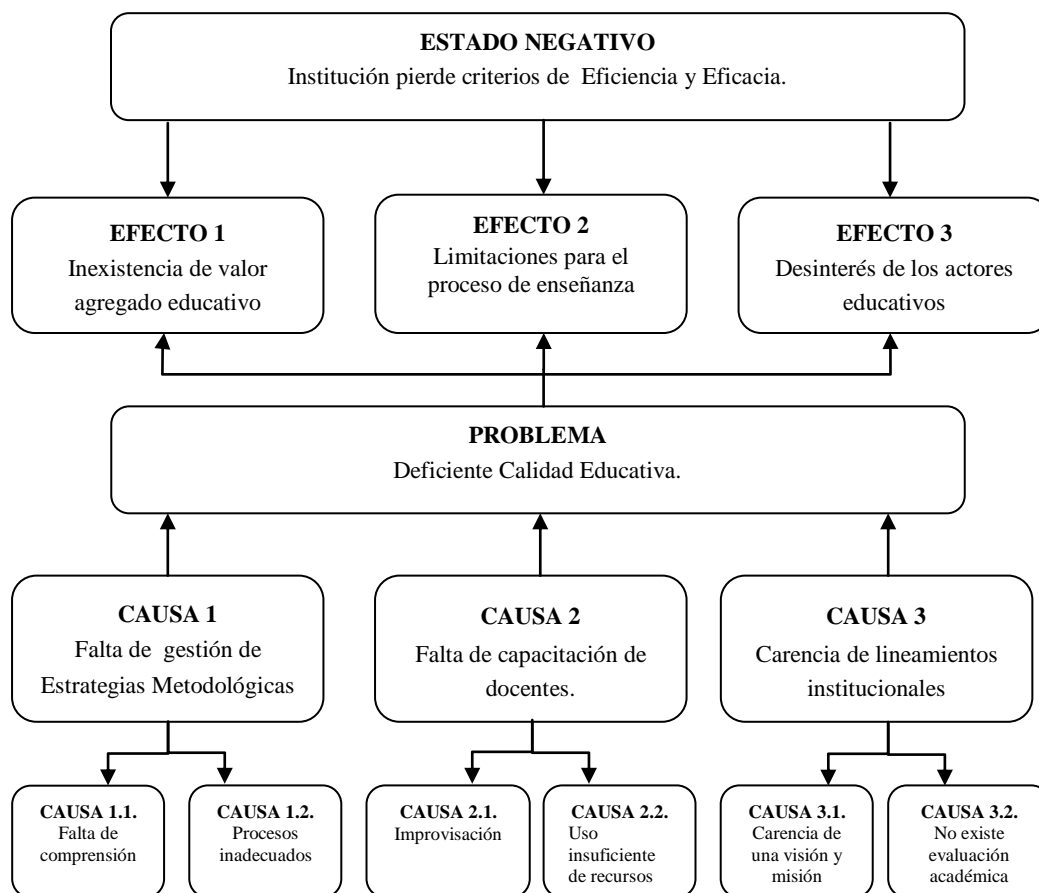 ESTADO NEGATIVO
Institución pierde criterios de Eficiencia y Eficacia.
EFECTO 1
Inexistencia de valor
agregado educativo
EFECTO 2
Limitaciones para el
proceso de enseñanza
EFECTO 3
Desinterés de los actores
educativos
PROBLEMA
Deficiente Calidad Educativa.
CAUSA 1
Falta de gestión de
Estrategias Metodológicas
CAUSA 2
Falta de capacitación de
docentes.
CAUSA 3
Carencia de lineamientos
institucionales
CAUSA 1.1.
Falta de
comprensión
CAUSA 1.2.
Procesos
inadecuados
CAUSA 2.1.
Improvisación
CAUSA 2.2.
Uso
insuficiente
de recursos
CAUSA 3.1.
Carencia de
una visión y
misión
CAUSA 3.2.
No existe
evaluación
académica